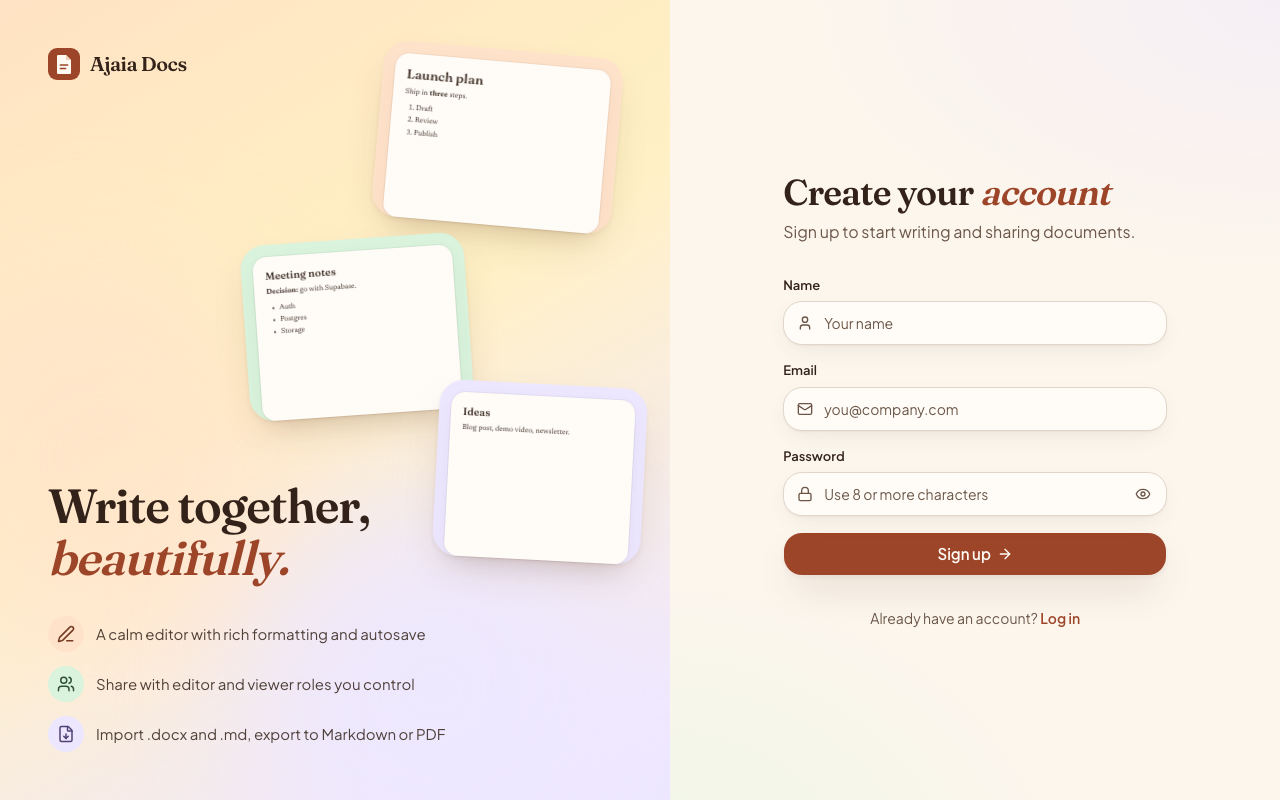 Ajaia Docs
Launch plan
Ship in three steps.
1. Draft
2. Review
3. Publish
Meeting notes
Decision: go with Supabase.
• Auth
• Postgres
• Storage
Ideas
Blog post, demo video, newsletter.
Write together,
beautifully.
A calm editor with rich formatting and autosave
Share with editor and viewer roles you control
Import .docx and .md, export to Markdown or PDF
Create your account
Sign up to start writing and sharing documents.
Name
Your name
Email
you@company.com
Password
Use 8 or more characters
Sign up →
Already have an account? Log in